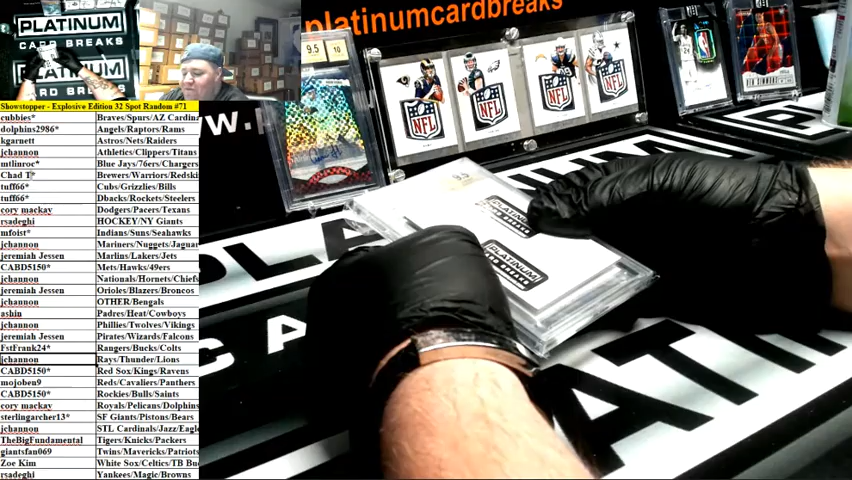 PLATINUM
CARD BREAKS
PLATINUM
CARD BREAKS
platinumcardbreaks
9.5 10
NFL
NFL
NFL
NFL
PLATINUM
PLATINUM
Showstopper - Explosive Edition 32 Spot Random #71
cubbies* Braves/Spurs/AZ Cardin
dolphins2986* Angels/Raptors/Rams
kgarnett Astros/Nets/Raiders
jchannon Athletics/Clippers/Titans
mtlinroc* Blue Jays/76ers/Chargers
Chad T* Brewers/Warriors/Redski
tuff66* Cubs/Grizzlies/Bills
tuff66* Dbacks/Rockets/Steelers
cory mackay Dodgers/Pacers/Texans
rsadeghi HOCKEY/NY Giants
mfoist* Indians/Suns/Seahawks
jchannon Mariners/Nuggets/Jaguar
jeremiah Jessen Marlins/Lakers/Jets
CABD5150* Mets/Hawks/49ers
jchannon Nationals/Hornets/Chiefs
jeremiah Jessen Orioles/Blazers/Broncos
jchannon OTHER/Bengals
ashin Padres/Heat/Cowboys
jchannon Phillies/Twolves/Vikings
jeremiah Jessen Pirates/Wizards/Falcons
FstFrank24* Rangers/Bucks/Colts
jchannon Rays/Thunder/Lions
CABD5150* Red Sox/Kings/Ravens
mojoben9 Reds/Cavaliers/Panthers
CABD5150* Rockies/Bulls/Saints
cory mackay Royals/Pelicans/Dolphins
sterlingarcher13* SF Giants/Pistons/Bears
jchannon STL Cardinals/Jazz/Eagle
TheBigFundamental Tigers/Knicks/Packers
giantsfan069 Twins/Mavericks/Patriots
Zoe Kim White Sox/Celtics/TB Bu
rsadeghi Yankees/Magic/Browns